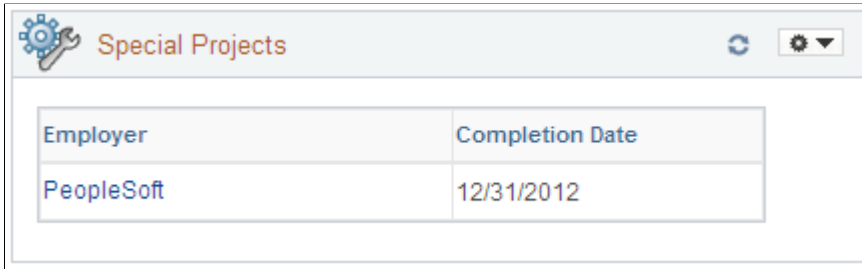 Special Projects
Employer Completion Date
PeopleSoft 12/31/2012